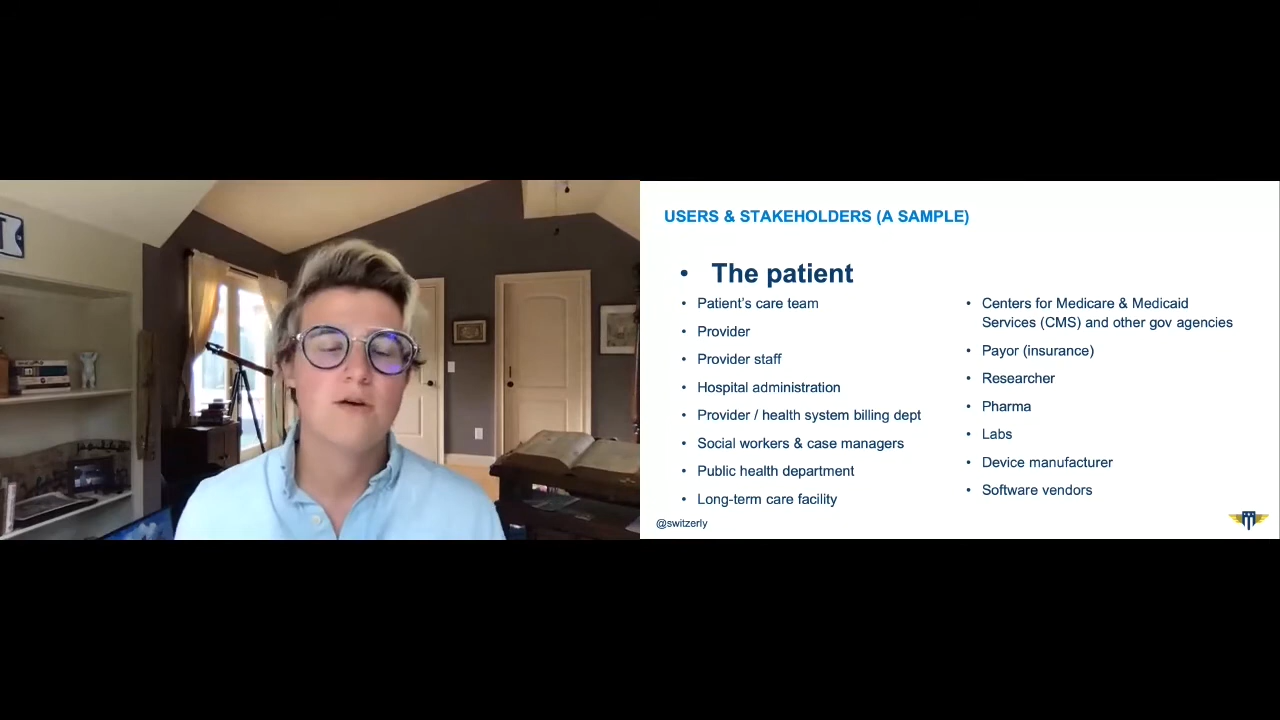 USERS & STAKEHOLDERS (A SAMPLE)
• The patient
• Patient's care team
• Provider
• Provider staff
• Hospital administration
• Provider / health system billing dept
• Social workers & case managers
• Public health department
• Long-term care facility
• Centers for Medicare & Medicaid
Services (CMS) and other gov agencies
• Payor (insurance)
• Researcher
• Pharma
• Labs
• Device manufacturer
• Software vendors
@switzerly